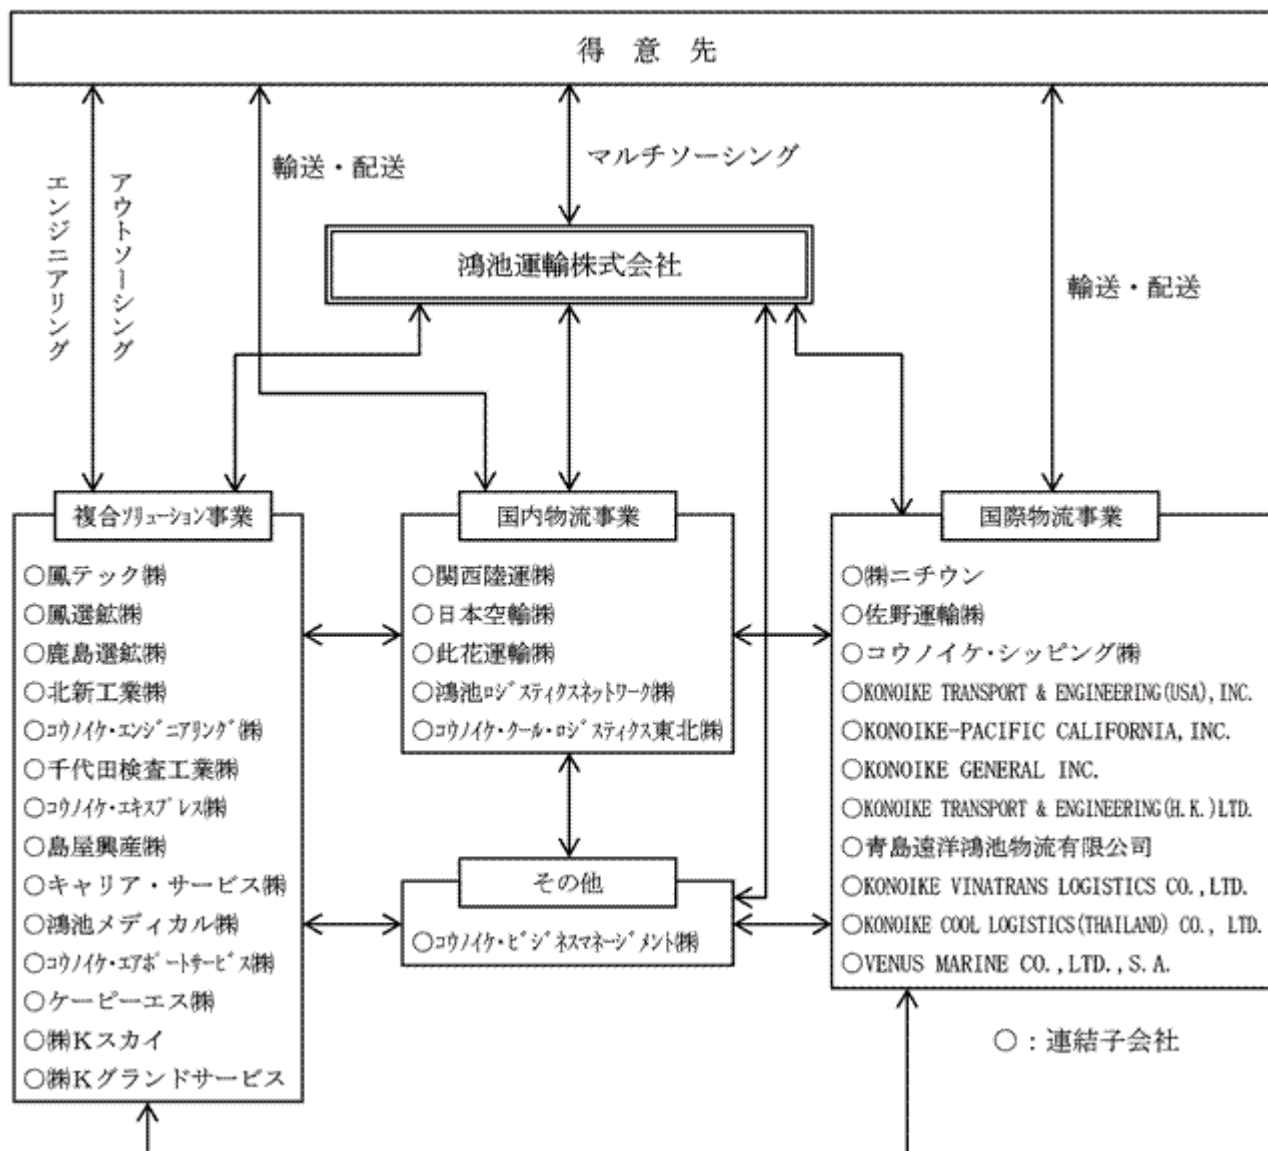 得意先
エンジニアリング
アウトソーシング
輸送・配送
マルチソーシング
鴻池運輸株式会社
輸送・配送
複合ソリューション事業
○鳳テック㈱
○鳳選鉱㈱
○鹿島選鉱㈱
○北新工業㈱
○コウノイケ・エンジニアリング㈱
○千代田検査工業㈱
○コウノイケ・エキスプレス㈱
○島屋興産㈱
○キャリア・サービス㈱
○鴻池メディカル㈱
○コウノイケ・エアポートサービス㈱
○ケーピーエス㈱
○㈱Kスカイ
○㈱Kグランドサービス
国内物流事業
○関西陸運㈱
○日本空輸㈱
○此花運輸㈱
○鴻池ロジスティクスネットワーク㈱
○コウノイケ・クール・ロジスティクス東北㈱
その他
○コウノイケ・ビジネスマネージメント㈱
国際物流事業
○㈱ニチウン
○佐野運輸㈱
○コウノイケ・シッピング㈱
○KONOIKE TRANSPORT & ENGINEERING(USA),INC.
○KONOIKE-PACIFIC CALIFORNIA,INC.
○KONOIKE GENERAL INC.
○KONOIKE TRANSPORT & ENGINEERING(H.K.)LTD.
○青島遠洋鴻池物流有限公司
○KONOIKE VINATRANS LOGISTICS CO.,LTD.
○KONOIKE COOL LOGISTICS(THAILAND) CO., LTD.
○VENUS MARINE CO.,LTD.,S.A.
○：連結子会社